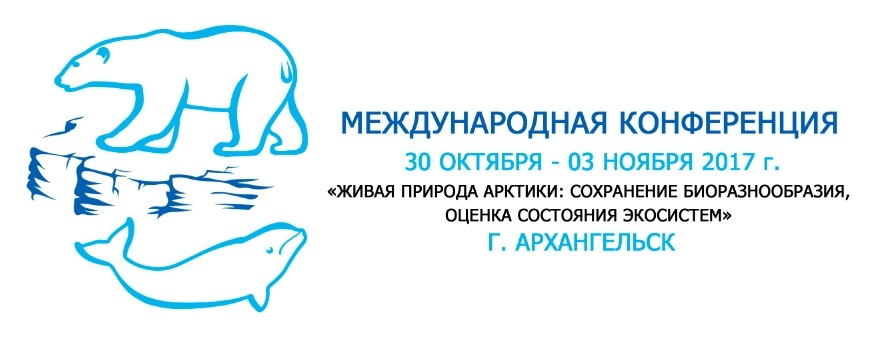 МЕЖДУНАРОДНАЯ КОНФЕРЕНЦИЯ
30 ОКТЯБРЯ - 03 НОЯБРЯ 2017 г.
«ЖИВАЯ ПРИРОДА АРКТИКИ: СОХРАНЕНИЕ БИОРАЗНООБРАЗИЯ,
ОЦЕНКА СОСТОЯНИЯ ЭКОСИСТЕМ»
Г. АРХАНГЕЛЬСК